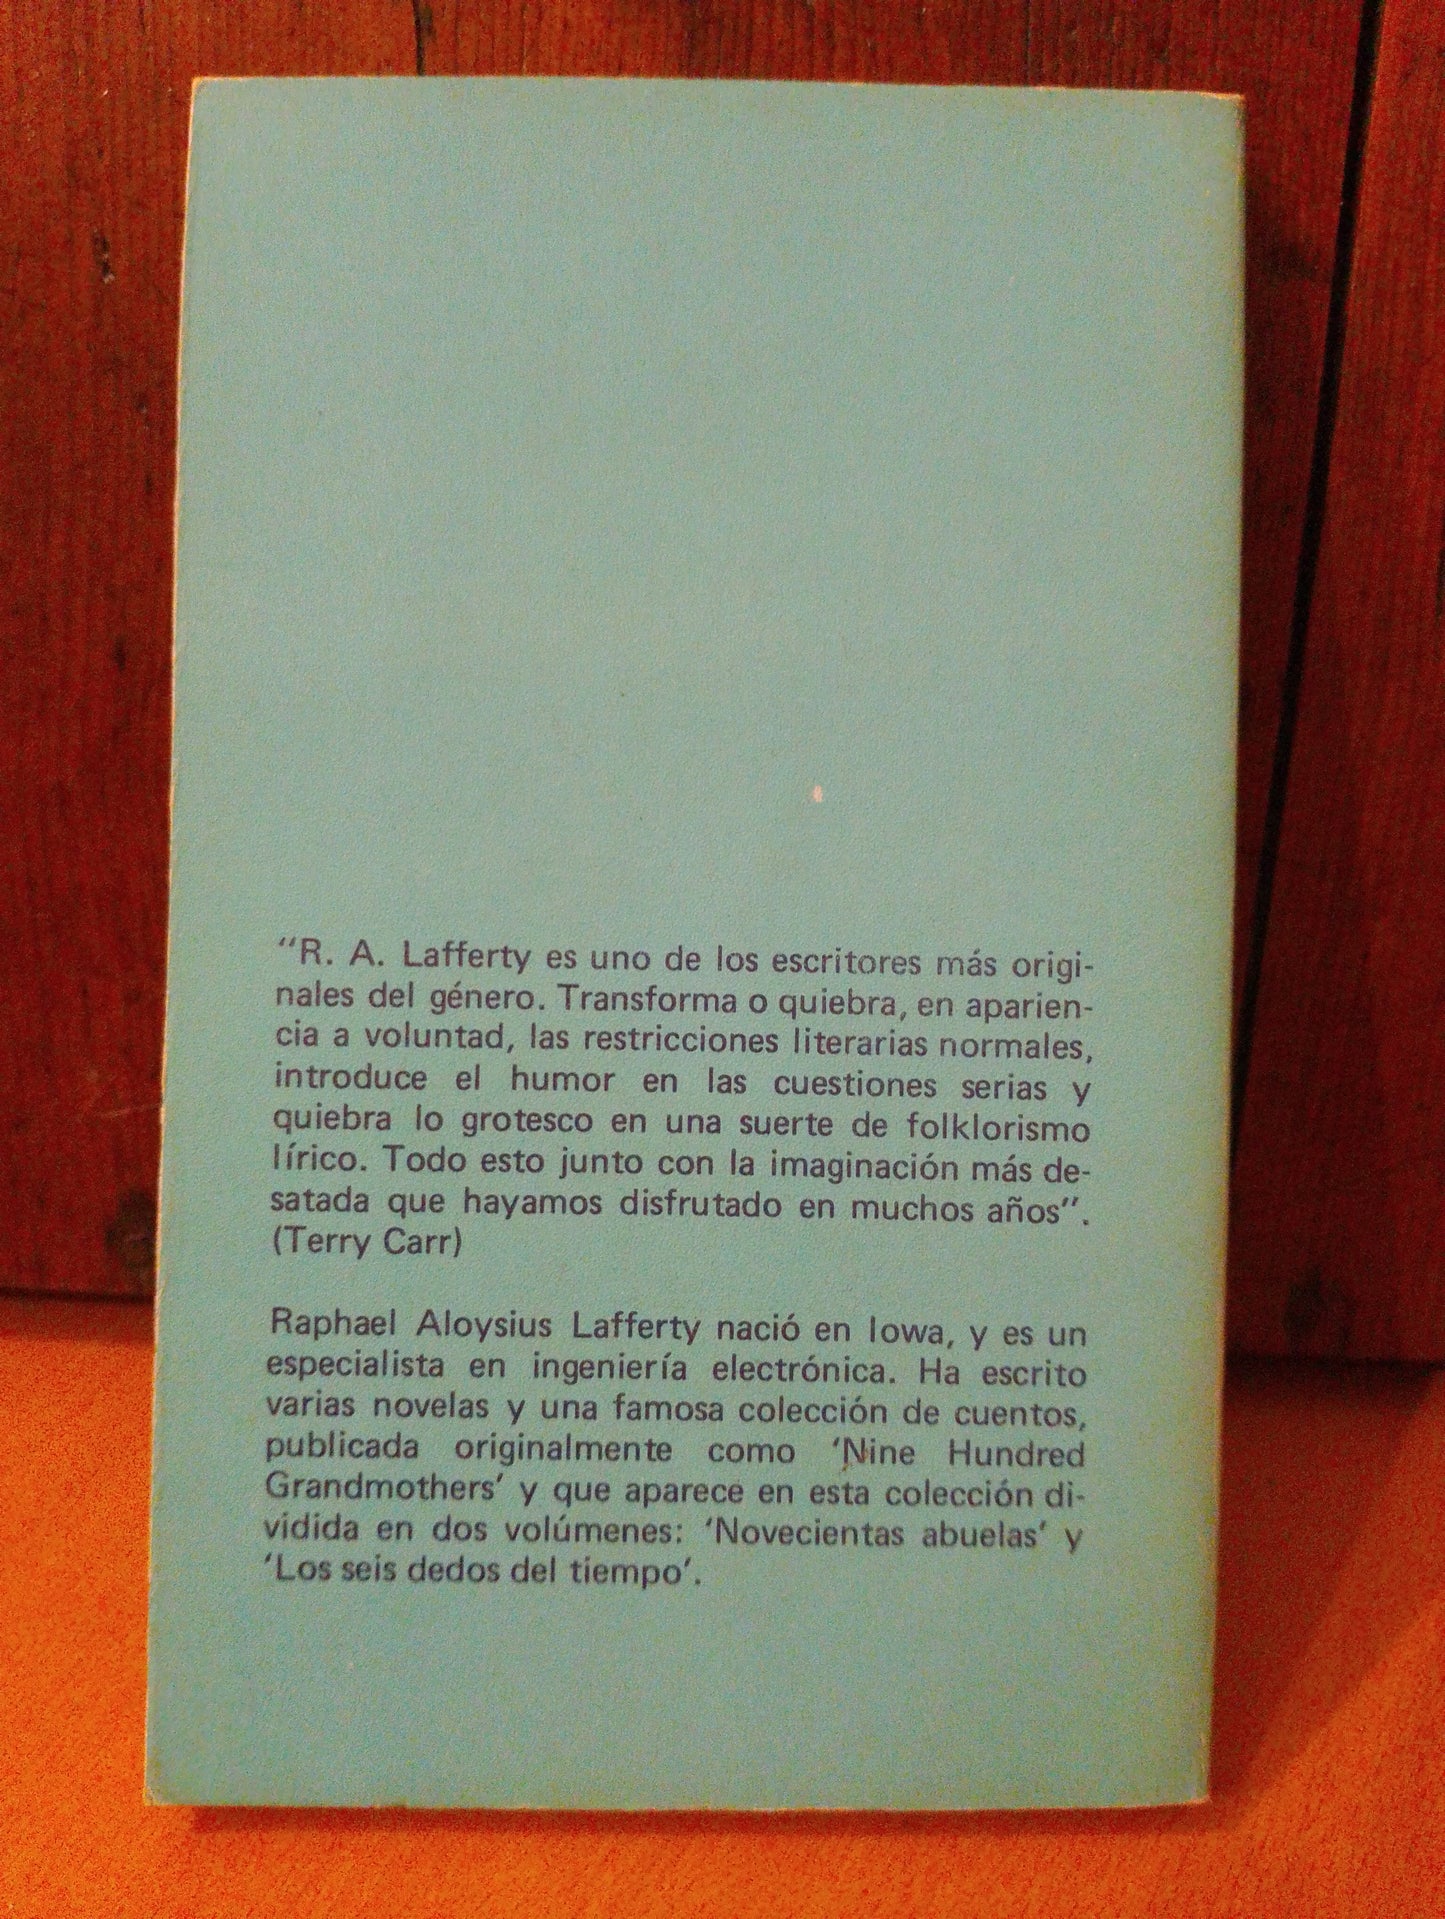 “R. A. Lafferty es uno de los escritores más origi-
nales del género. Transforma o quiebra, en aparien-
cia a voluntad, las restricciones literarias normales,
introduce el humor en las cuestiones serias y
quiebra lo grotesco en una suerte de folklorismo
lírico. Todo esto junto con la imaginación más de-
satada que hayamos disfrutado en muchos años”.
(Terry Carr)
Raphael Aloysius Lafferty nació en Iowa, y es un
especialista en ingeniería electrónica. Ha escrito
varias novelas y una famosa colección de cuentos,
publicada originalmente como ‘Nine Hundred
Grandmothers’ y que aparece en esta colección di-
vidida en dos volúmenes: ‘Novecientas abuelas’ y
‘Los seis dedos del tiempo’.